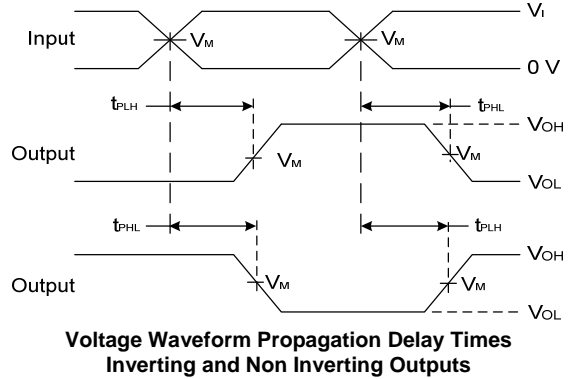 VI
Input
VM
VM
0 V
tPLH
tPHL
VOH
Output
VM
VM
VOL
tPHL
tPLH
VOH
Output
VM
VM
VOL
Voltage Waveform Propagation Delay Times
Inverting and Non Inverting Outputs